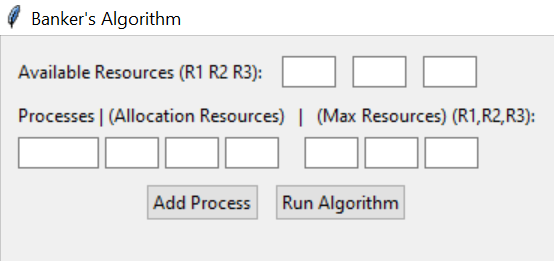 Banker's Algorithm
Available Resources (R1 R2 R3):
Processes | (Allocation Resources) | (Max Resources) (R1,R2,R3):
Add Process Run Algorithm